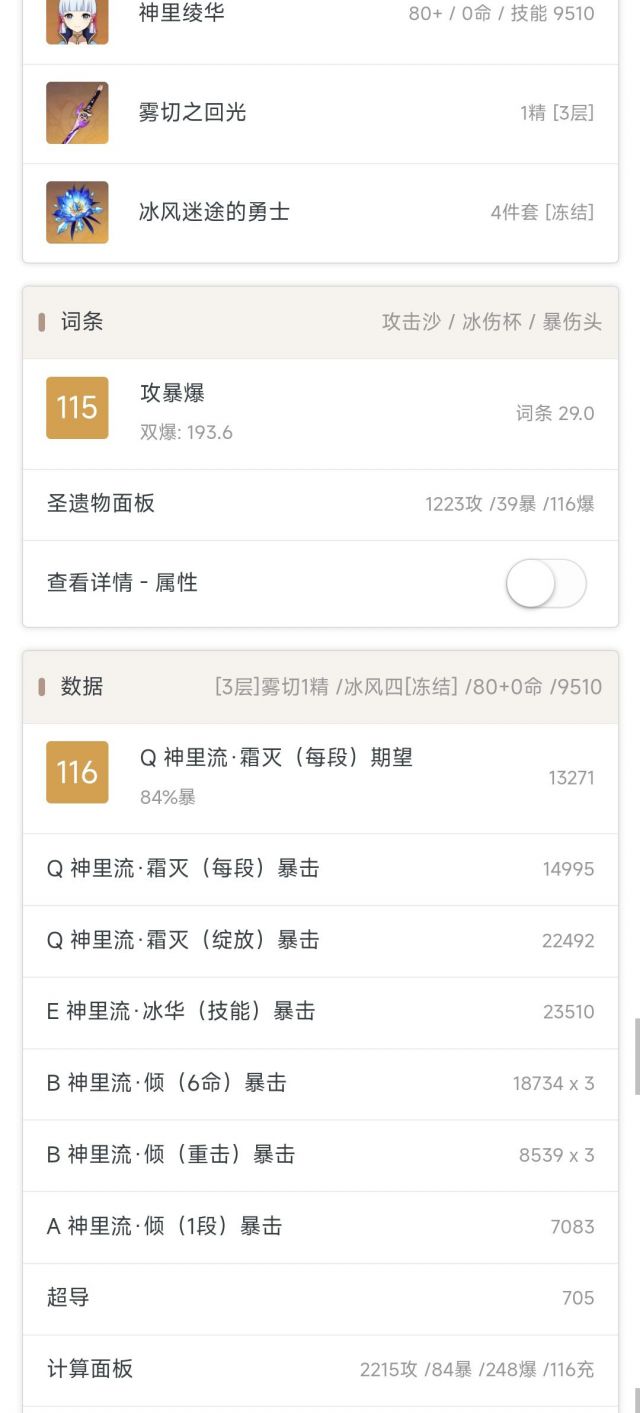 神里绫华
80+ / 0命 / 技能 9510
雾切之回光
1精 [3层]
冰风迷途的勇士
4件套 [冻结]
词条
攻击沙 / 冰伤杯 / 暴伤头
115
攻暴爆
双爆: 193.6
词条 29.0
圣遗物面板
1223攻 /39暴 /116爆
查看详情 - 属性
数据
[3层]雾切1精 /冰风四[冻结] /80+0命 /9510
116
Q 神里流·霜灭（每段）期望
84%暴
13271
Q 神里流·霜灭（每段）暴击
14995
Q 神里流·霜灭（绽放）暴击
22492
E 神里流·冰华（技能）暴击
23510
B 神里流·倾（6命）暴击
18734 x 3
B 神里流·倾（重击）暴击
8539 x 3
A 神里流·倾（1段）暴击
7083
超导
705
计算面板
2215攻 /84暴 /248爆 /116充